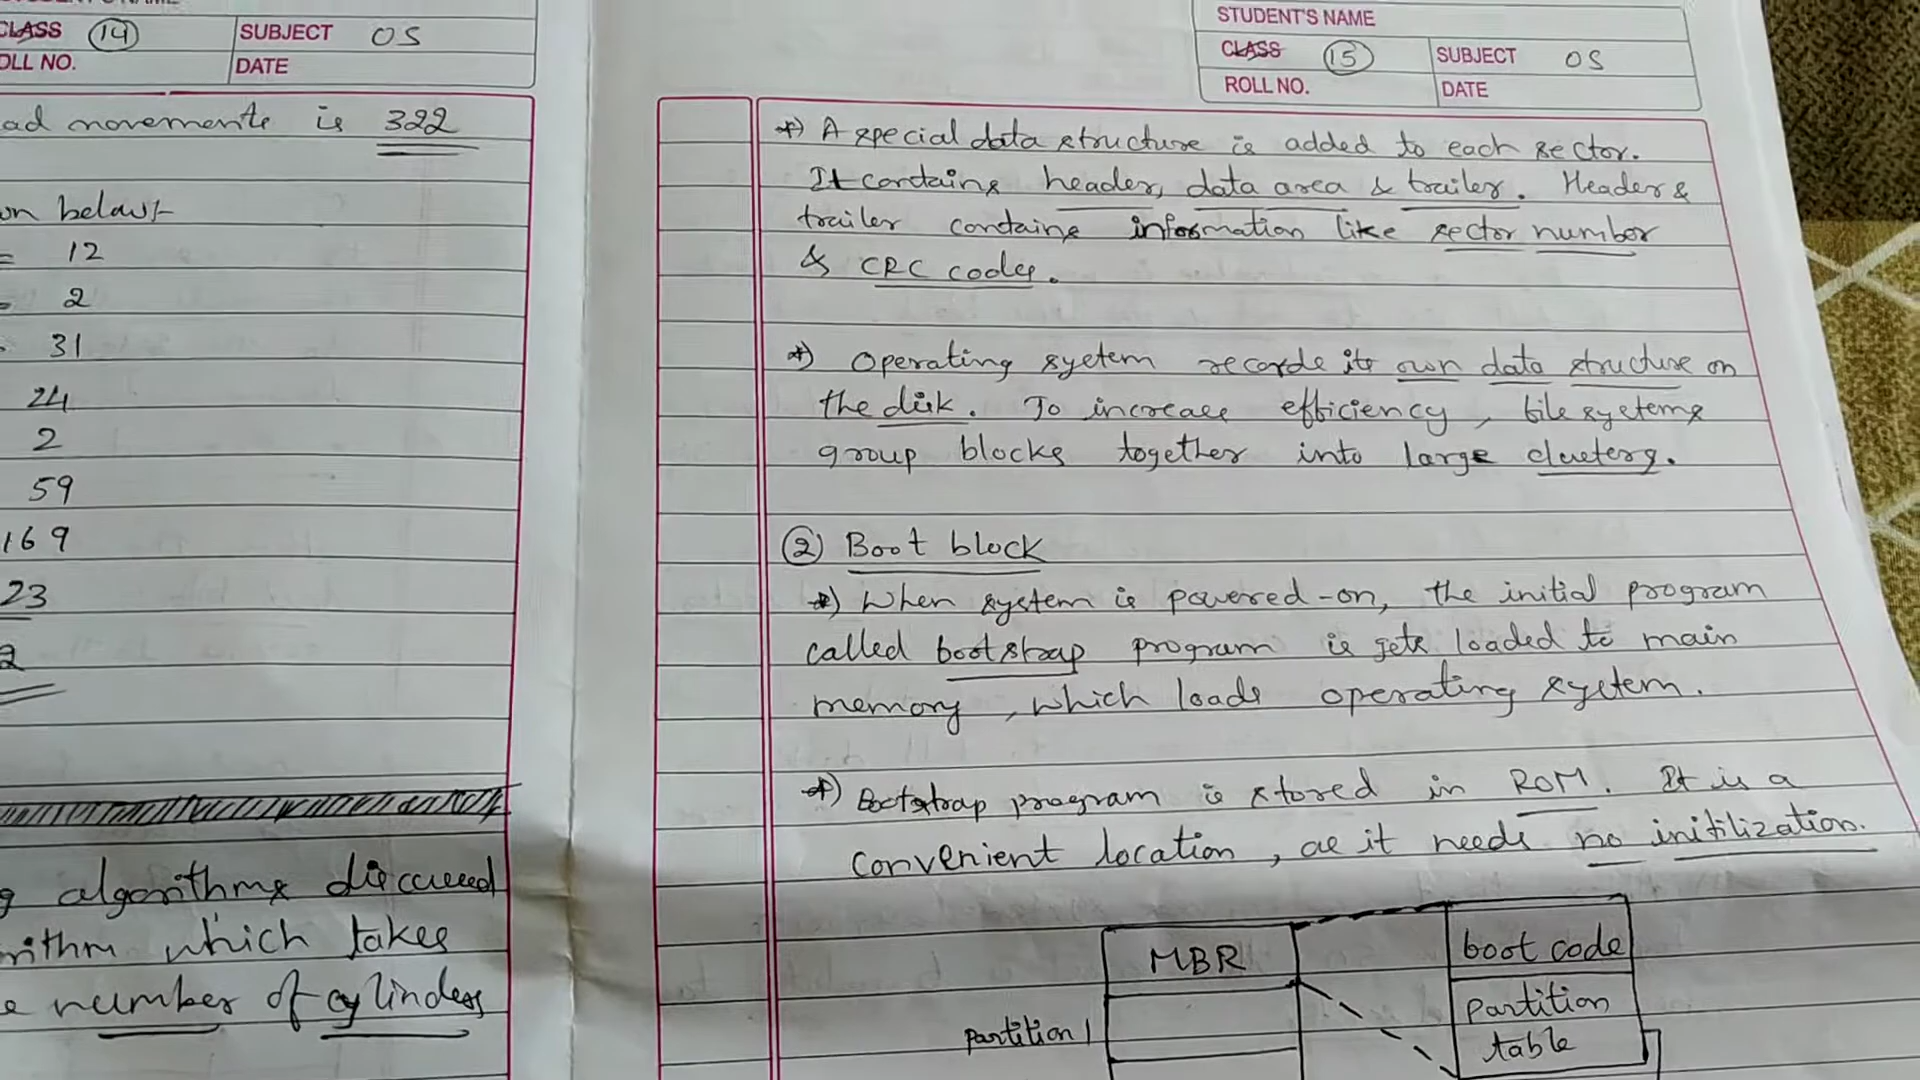 CLASS 14 SUBJECT OS
OLL NO. DATE
ad movements is 322
wn below:-
= 12
= 2
31
24
2
59
169
23
2
g algorithms discussed
rithm which takes
e number of cylinders
STUDENT'S NAME
CLASS 15 SUBJECT OS
ROLL NO. DATE
*) A special data structure is added to each sector.
It contains header, data area & trailer. Header &
trailer contains information like sector number
& CRC codes.
*) Operating system records its own data structure on
the disk. To increase efficiency, file systems
group blocks together into large clusters.
2) Boot block
*) When system is powered-on, the initial program
called bootstrap program is gets loaded to main
memory, which loads operating system.
*) Bootstrap program is stored in ROM. It is a
convenient location, as it needs no initilization.
MBR boot code
partition 1 partition
table